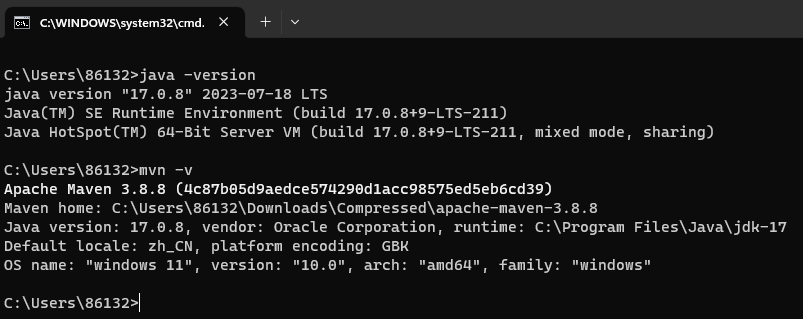 C:\WINDOWS\system32\cmd.
C:\Users\86132>java -version
java version "17.0.8" 2023-07-18 LTS
Java(TM) SE Runtime Environment (build 17.0.8+9-LTS-211)
Java HotSpot(TM) 64-Bit Server VM (build 17.0.8+9-LTS-211, mixed mode, sharing)
C:\Users\86132>mvn -v
Apache Maven 3.8.8 (4c87b05d9aedce574290d1acc98575ed5eb6cd39)
Maven home: C:\Users\86132\Downloads\Compressed\apache-maven-3.8.8
Java version: 17.0.8, vendor: Oracle Corporation, runtime: C:\Program Files\Java\jdk-17
Default locale: zh_CN, platform encoding: GBK
OS name: "windows 11", version: "10.0", arch: "amd64", family: "windows"
C:\Users\86132>